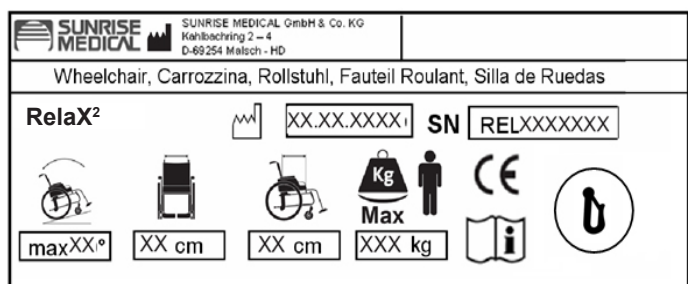 SUNRISE MEDICAL
SUNRISE MEDICAL GmbH & Co. KG
Kahlbachring 2 – 4
D-69254 Malsch - HD
Wheelchair, Carrozzina, Rollstuhl, Fauteil Roulant, Silla de Ruedas
RelaX²
XX.XX.XXXX SN RELXXXXXXX
Kg
Max
CE
i
maxXX° XX cm XX cm XXX kg